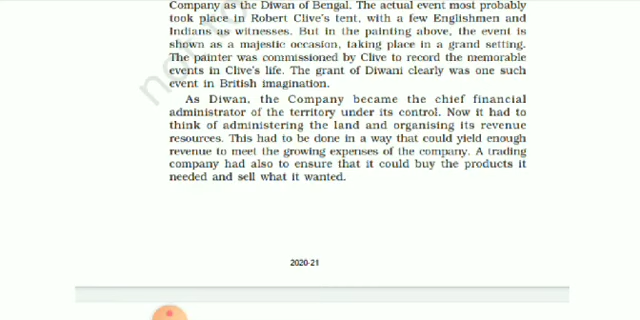 Company as the Diwan of Bengal. The actual event most probably
took place in Robert Clive's tent, with a few Englishmen and
Indians as witnesses. But in the painting above, the event is
shown as a majestic occasion, taking place in a grand setting.
The painter was commissioned by Clive to record the memorable
events in Clive's life. The grant of Diwani clearly was one such
event in British imagination.
As Diwan, the Company became the chief financial
administrator of the territory under its control. Now it had to
think of administering the land and organising its revenue
resources. This had to be done in a way that could yield enough
revenue to meet the growing expenses of the company. A trading
company had also to ensure that it could buy the products it
needed and sell what it wanted.
2020-21